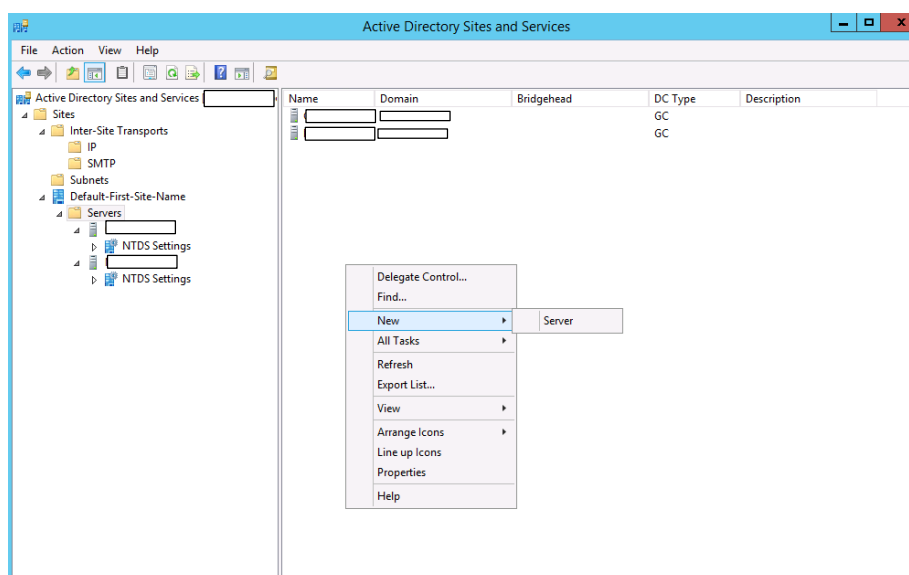 Active Directory Sites and Services
File Action View Help
Active Directory Sites and Services
Sites
Inter-Site Transports
IP
SMTP
Subnets
Default-First-Site-Name
Servers
NTDS Settings
NTDS Settings
Name Domain Bridgehead DC Type Description
GC
GC
Delegate Control...
Find...
New
Server
All Tasks
Refresh
Export List...
View
Arrange Icons
Line up Icons
Properties
Help